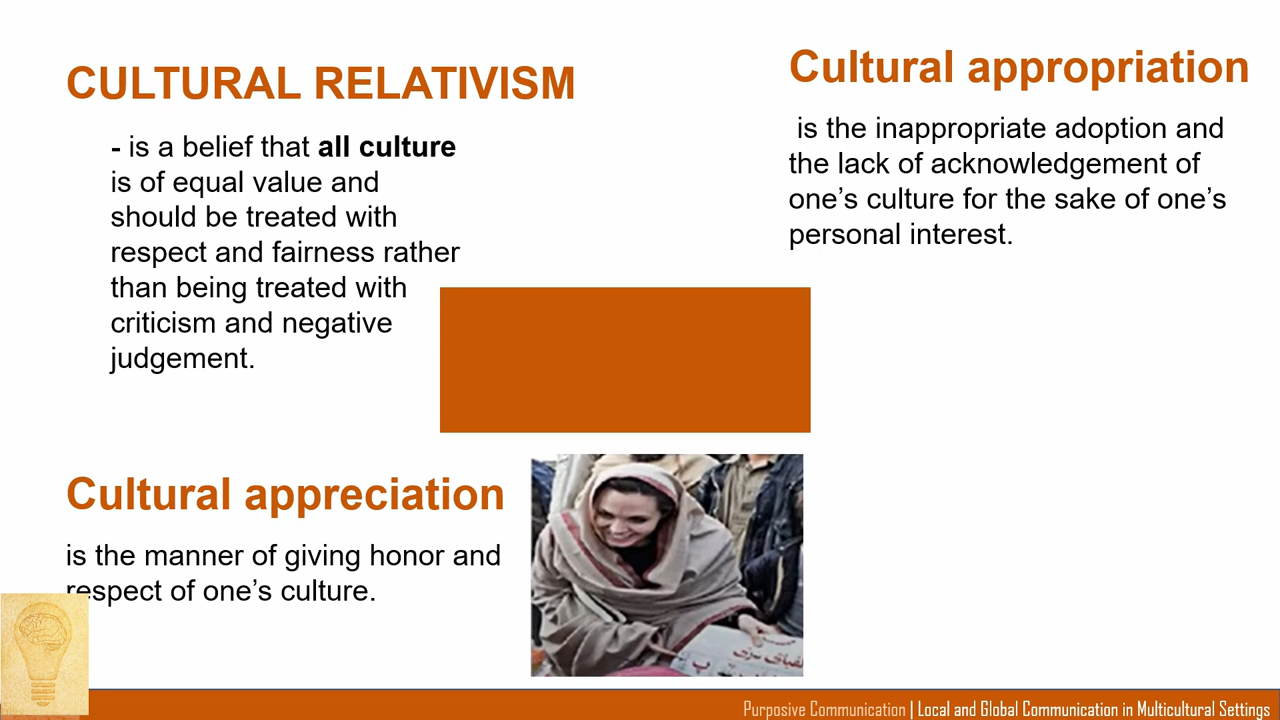 CULTURAL RELATIVISM
- is a belief that all culture
is of equal value and
should be treated with
respect and fairness rather
than being treated with
criticism and negative
judgement.
Cultural appropriation
is the inappropriate adoption and
the lack of acknowledgement of
one’s culture for the sake of one’s
personal interest.
Cultural appreciation
is the manner of giving honor and
respect of one’s culture.
Purposive Communication | Local and Global Communication in Multicultural Settings